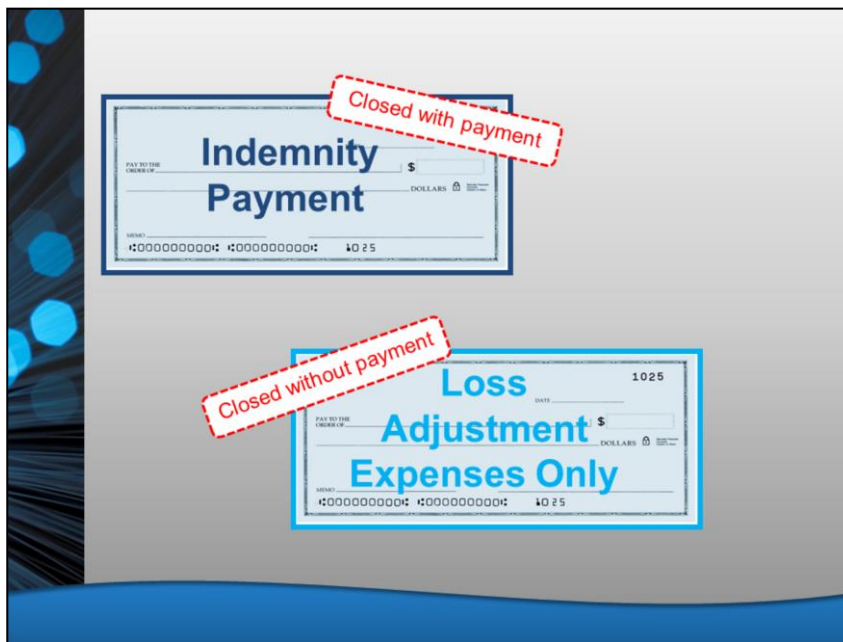 Closed with payment
Indemnity
PAY TO THE
ORDER OF
$
Payment
DOLLARS
MEMO
⑆000000000⑆ ⑆000000000⑆ 1025
Closed without payment
Loss
1025
DATE
PAY TO THE
ORDER OF
$
Adjustment
DOLLARS
Expenses Only
MEMO
⑆000000000⑆ ⑆000000000⑆ 1025